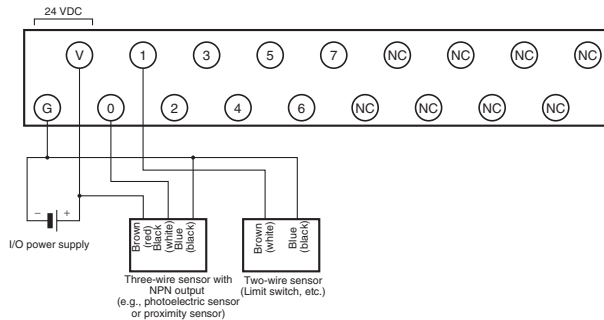 24 VDC
V 1 3 5 7 NC NC NC NC
G 0 2 4 6 NC NC NC NC
− +
I/O power supply
Brown
(red)
Black
(white)
Blue
(black)
Brown
(white)
Blue
(black)
Three-wire sensor with
NPN output
(e.g., photoelectric sensor
or proximity sensor)
Two-wire sensor
(Limit switch, etc.)